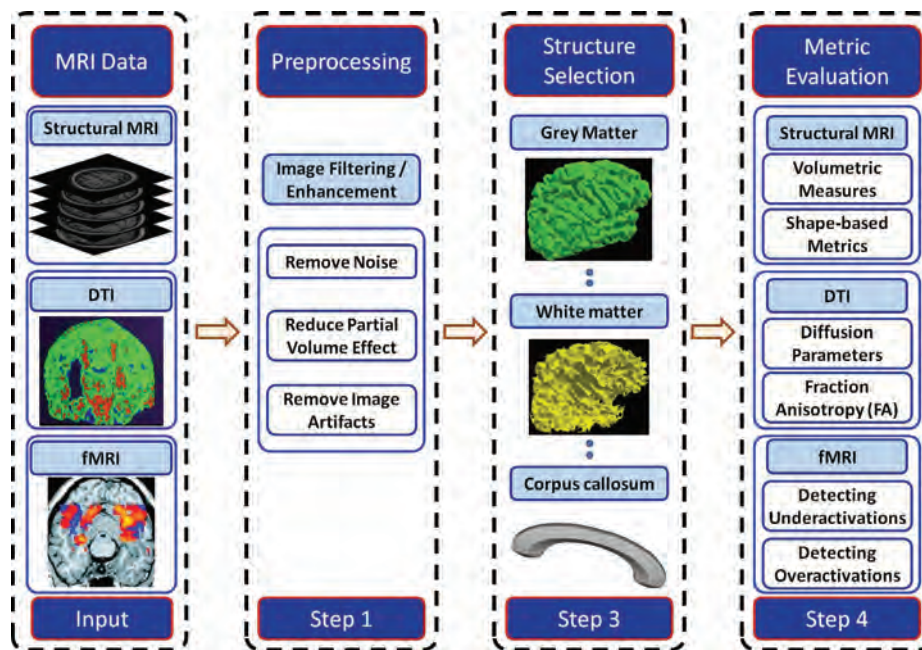 MRI Data
Structural MRI
DTI
fMRI
Input
Preprocessing
Image Filtering /
Enhancement
Remove Noise
Reduce Partial
Volume Effect
Remove Image
Artifacts
Step 1
Structure
Selection
Grey Matter
White matter
Corpus callosum
Step 3
Metric
Evaluation
Structural MRI
Volumetric
Measures
Shape-based
Metrics
DTI
Diffusion
Parameters
Fraction
Anisotropy (FA)
fMRI
Detecting
Underactivations
Detecting
Overactivations
Step 4